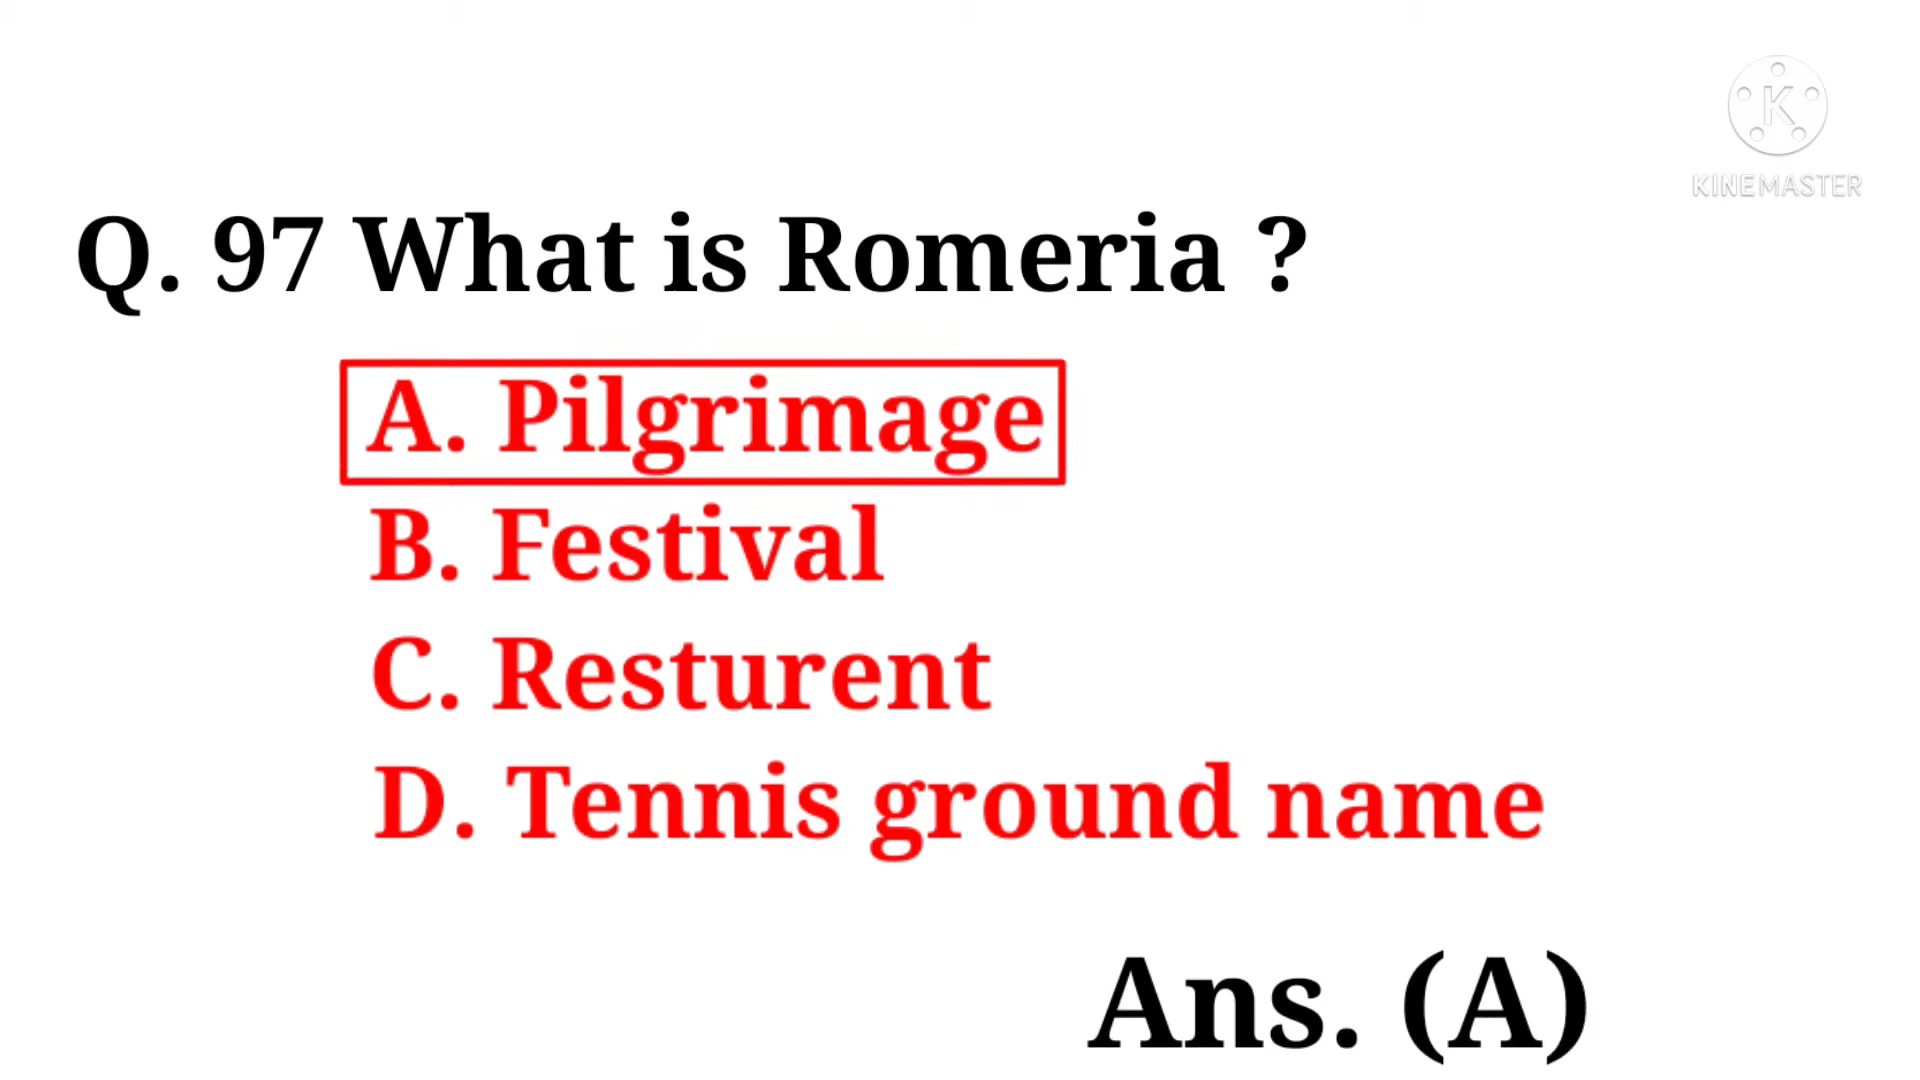 KINEMASTER
Q. 97 What is Romeria ?
A. Pilgrimage
B. Festival
C. Resturent
D. Tennis ground name
Ans. (A)